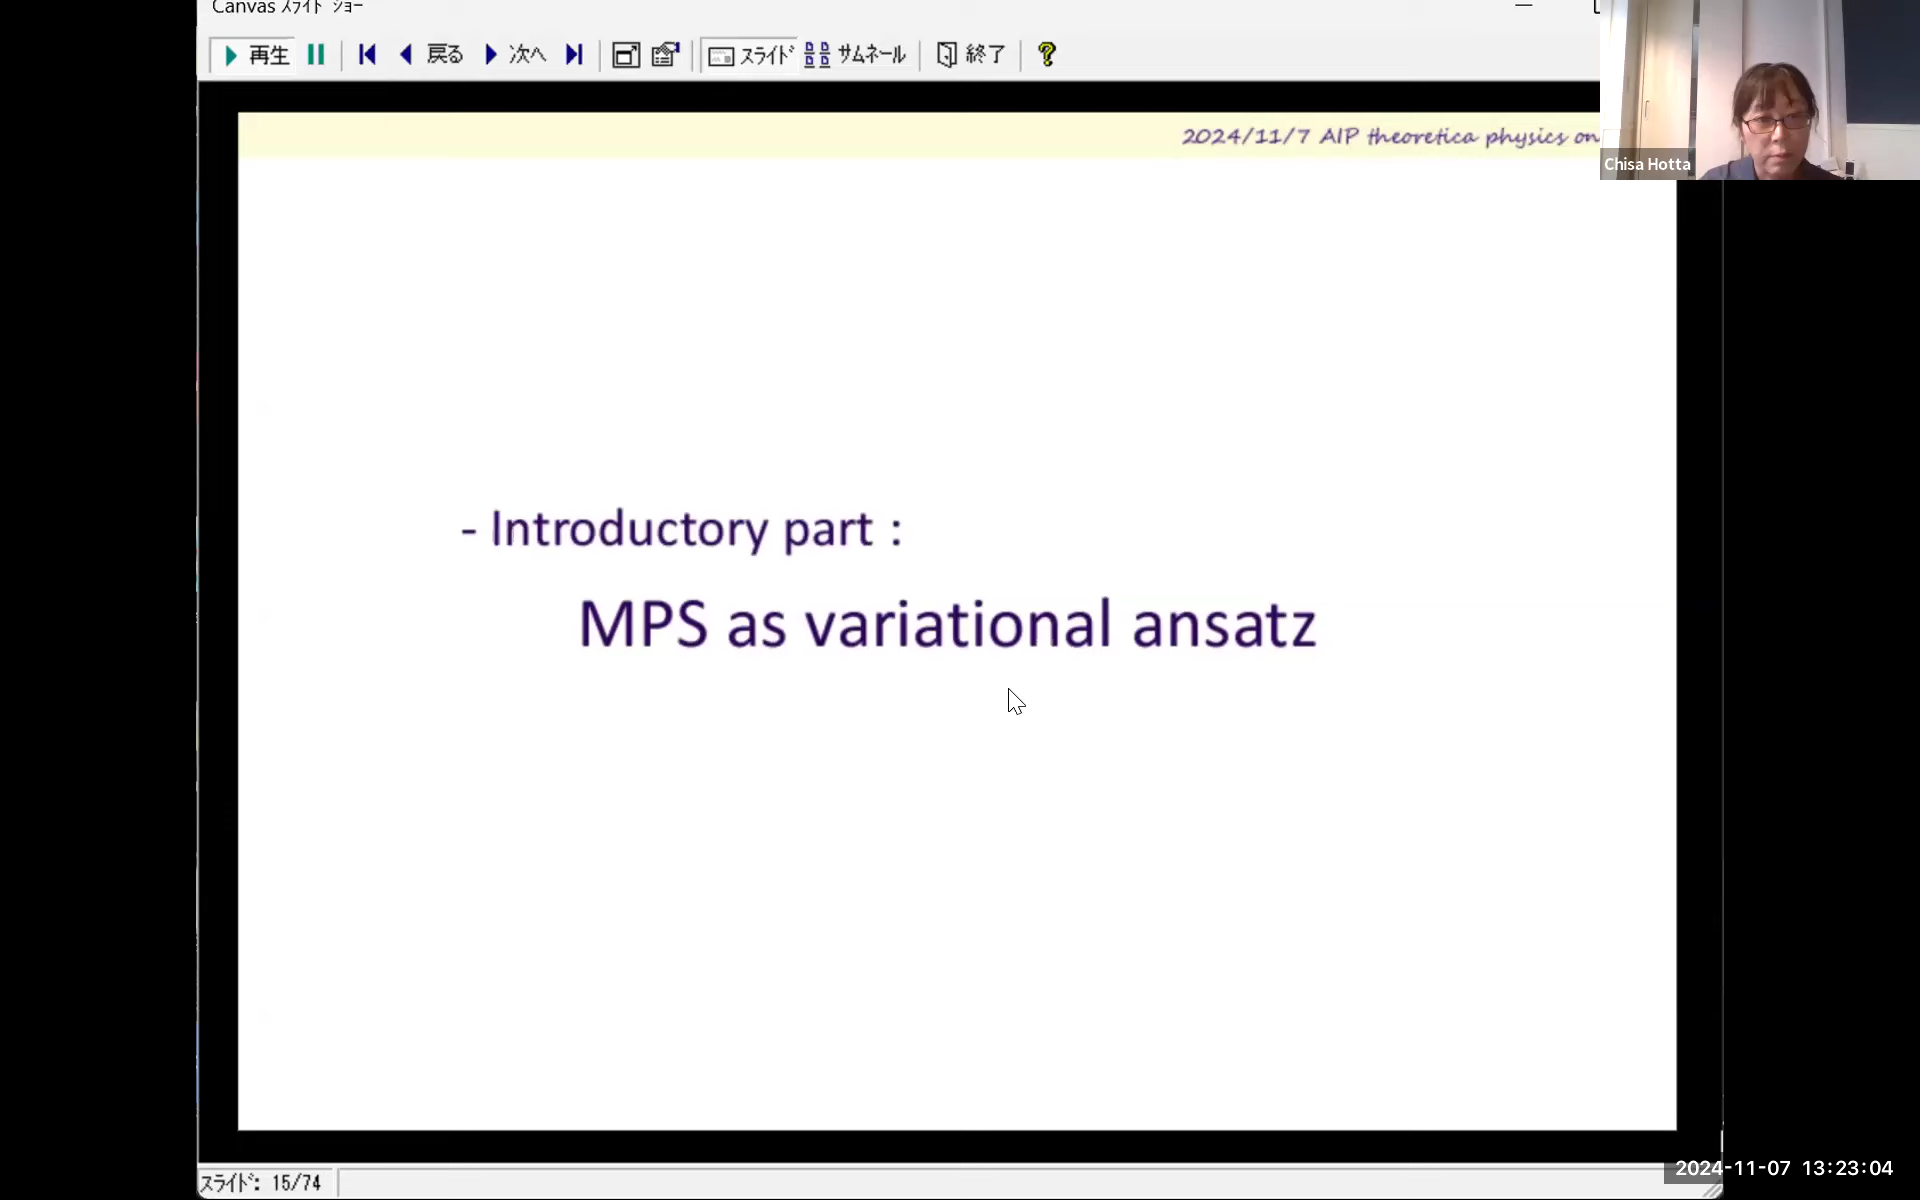 Canvas スライド ショー
再生 戻る 次へ スライド サムネール 終了 ?
2024/11/7 AIP theoretica physics on
Chisa Hotta
- Introductory part :
MPS as variational ansatz
スライド: 15/74
2024-11-07 13:23:04